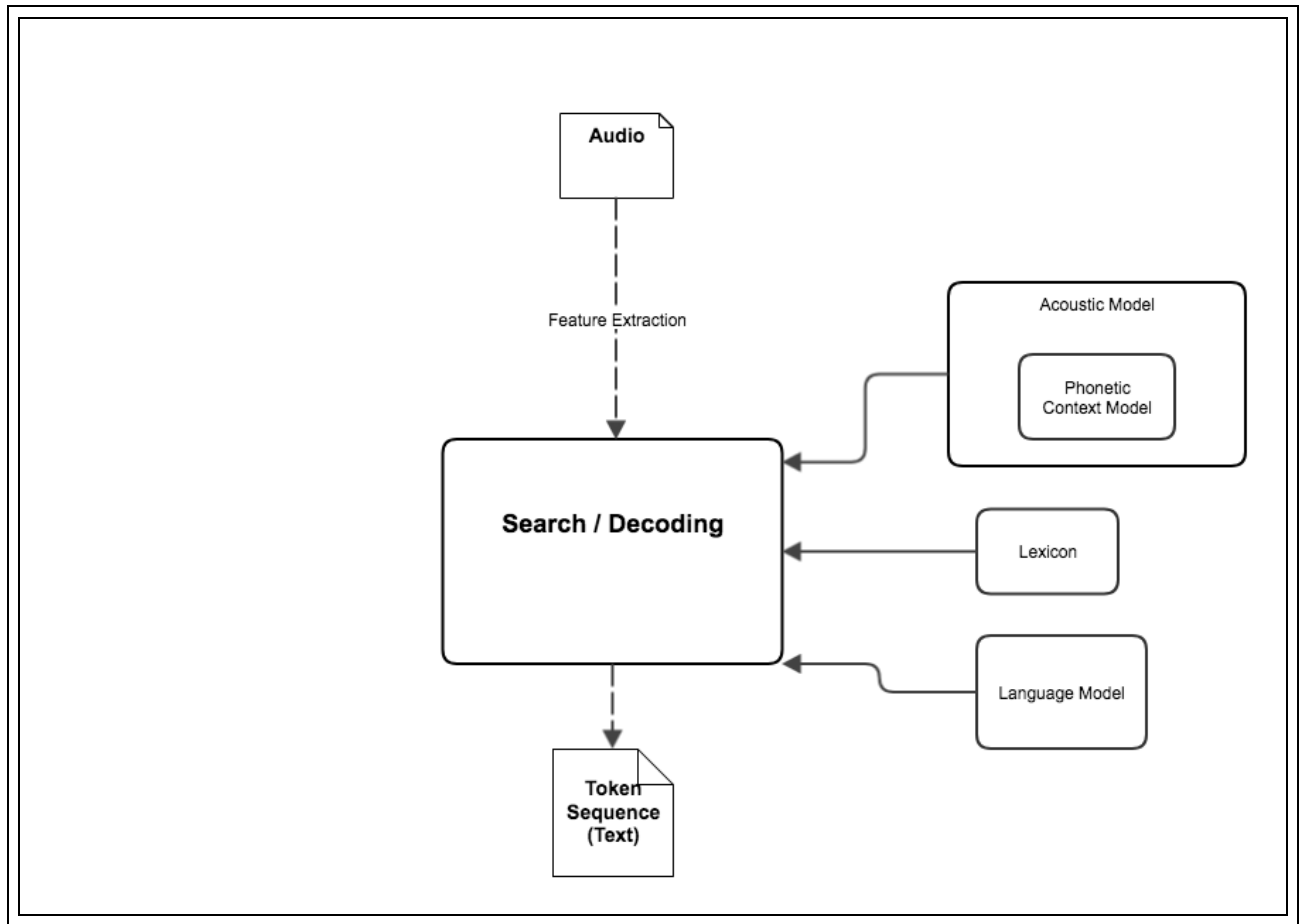 Audio
Feature Extraction
Acoustic Model
Phonetic
Context Model
Search / Decoding
Lexicon
Language Model
Token
Sequence
(Text)